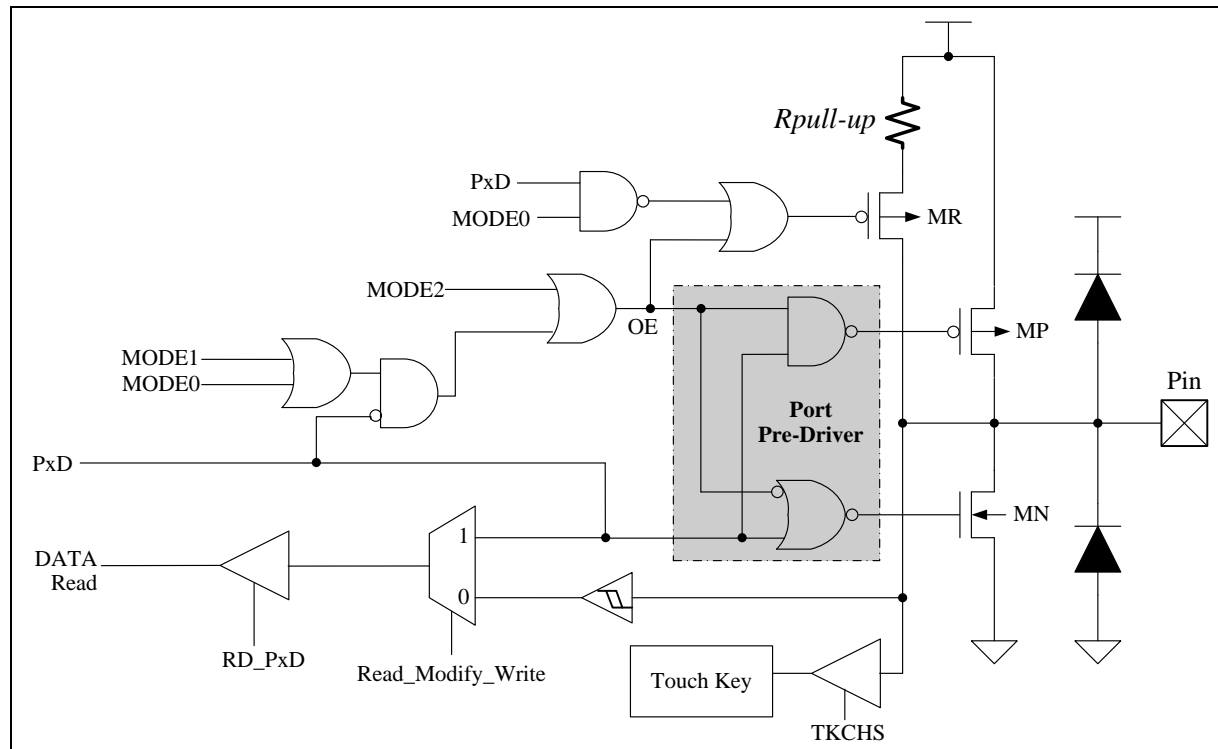 Rpull-up
PxD
MODE0
MR
MODE2
OE
MP
MODE1
MODE0
Pin
Port
Pre-Driver
PxD
MN
1
DATA
Read
0
RD_PxD
Read_Modify_Write
Touch Key
TKCHS